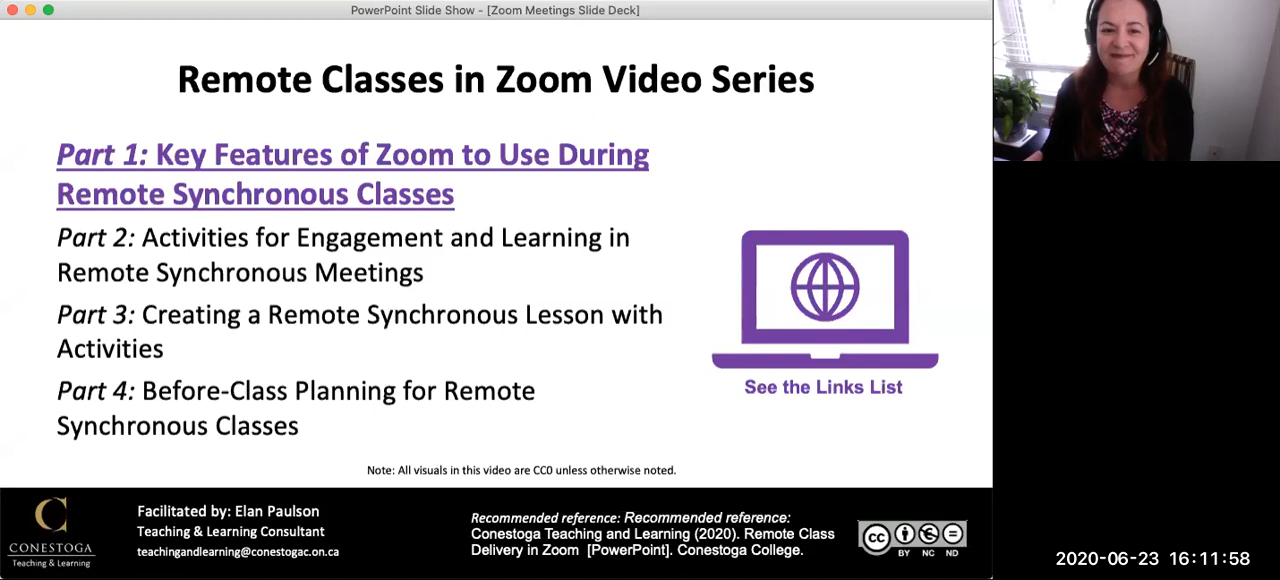 PowerPoint Slide Show - [Zoom Meetings Slide Deck]
Remote Classes in Zoom Video Series
Part 1: Key Features of Zoom to Use During
Remote Synchronous Classes
Part 2: Activities for Engagement and Learning in
Remote Synchronous Meetings
Part 3: Creating a Remote Synchronous Lesson with
Activities
Part 4: Before-Class Planning for Remote
Synchronous Classes
See the Links List
Note: All visuals in this video are CC0 unless otherwise noted.
C
CONESTOGA
Teaching & Learning
Facilitated by: Elan Paulson
Teaching & Learning Consultant
teachingandlearning@conestogac.on.ca
Recommended reference: Recommended reference:
Conestoga Teaching and Learning (2020). Remote Class
Delivery in Zoom [PowerPoint]. Conestoga College.
cc
BY NC ND
2020-06-23 16:11:58